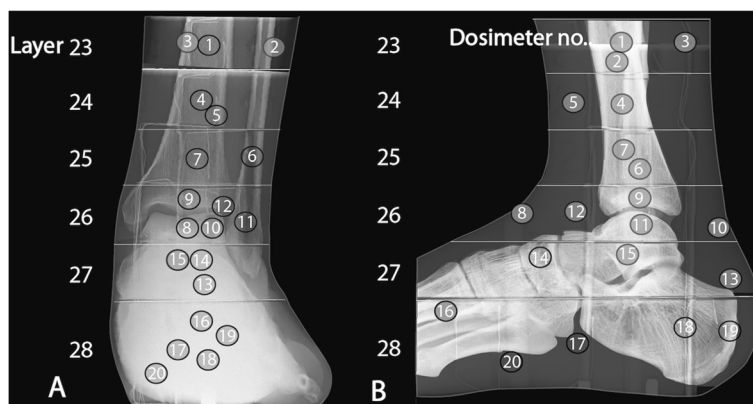 Layer 23 3 1 2
24 4 5
25 7 6
26 9 12 11 8 10
27 15 14 13
28 16 19 17 18 20
A
Dosimeter no..
23 1 3 2
24 5 4
25 7 6
26 9 8 12 11 10
27 14 15 13
28 16 18 19 17 20
B